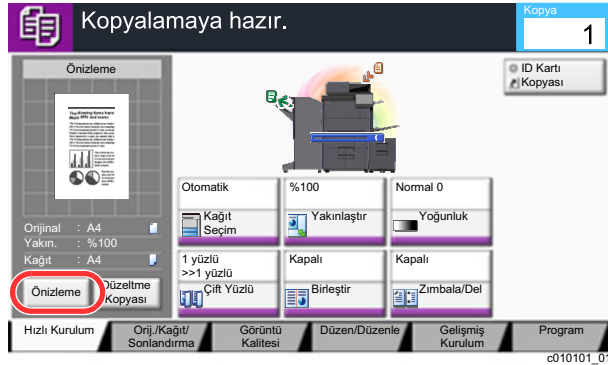 Kopyalamaya hazır.
Kopya
1
Önizleme
ID Kartı
Kopyası
Orijinal : A4
Yakın. : %100
Kağıt : A4
Önizleme
Düzeltme
Kopyası
Otomatik
Kağıt
Seçim
%100
Yakınlaştır
Normal 0
Yoğunluk
1 yüzlü
>>1 yüzlü
Çift Yüzlü
Kapalı
Birleştir
Kapalı
Zımbala/Del
Hızlı Kurulum
Orij./Kağıt/
Sonlandırma
Görüntü
Kalitesi
Düzen/Düzenle
Gelişmiş
Kurulum
Program
c010101_01